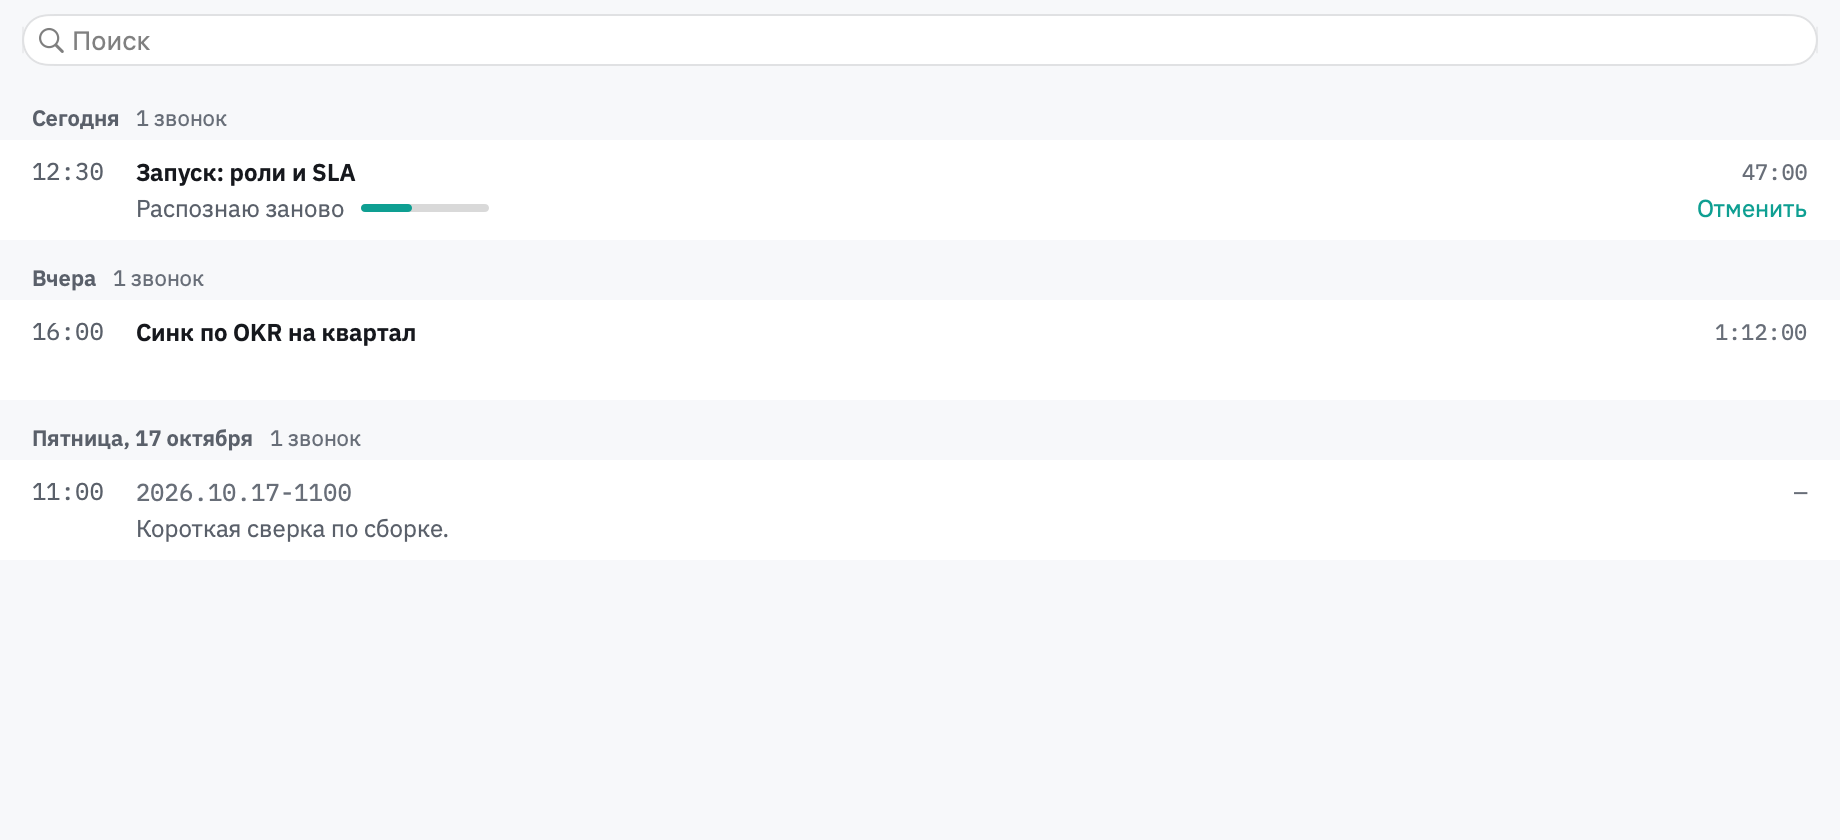 Поиск
Сегодня 1 звонок
12:30 Запуск: роли и SLA 47:00
Распознаю заново Отменить
Вчера 1 звонок
16:00 Синк по OKR на квартал 1:12:00
Пятница, 17 октября 1 звонок
11:00 2026.10.17-1100 —
Короткая сверка по сборке.